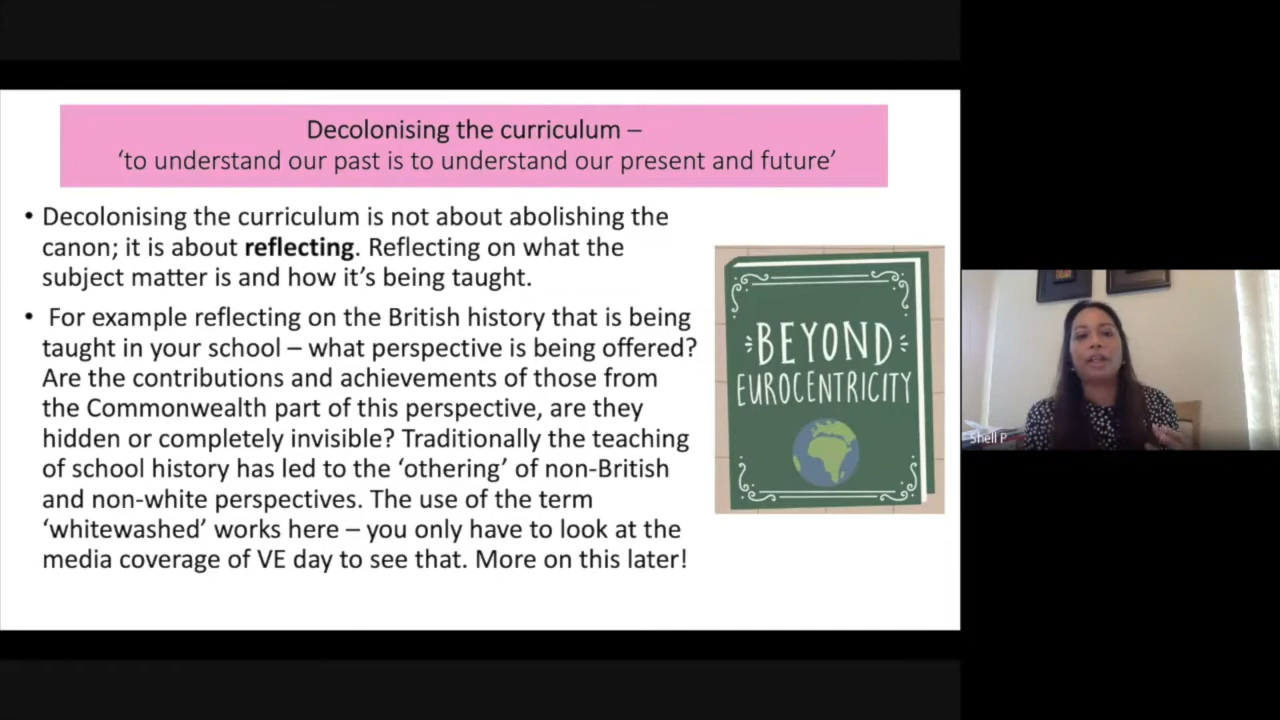 Decolonising the curriculum –
‘to understand our past is to understand our present and future’
• Decolonising the curriculum is not about abolishing the
canon; it is about reflecting. Reflecting on what the
subject matter is and how it’s being taught.
• For example reflecting on the British history that is being
taught in your school – what perspective is being offered?
Are the contributions and achievements of those from
the Commonwealth part of this perspective, are they
hidden or completely invisible? Traditionally the teaching
of school history has led to the ‘othering’ of non-British
and non-white perspectives. The use of the term
‘whitewashed’ works here – you only have to look at the
media coverage of VE day to see that. More on this later!
BEYOND
EUROCENTRICITY
Shell P